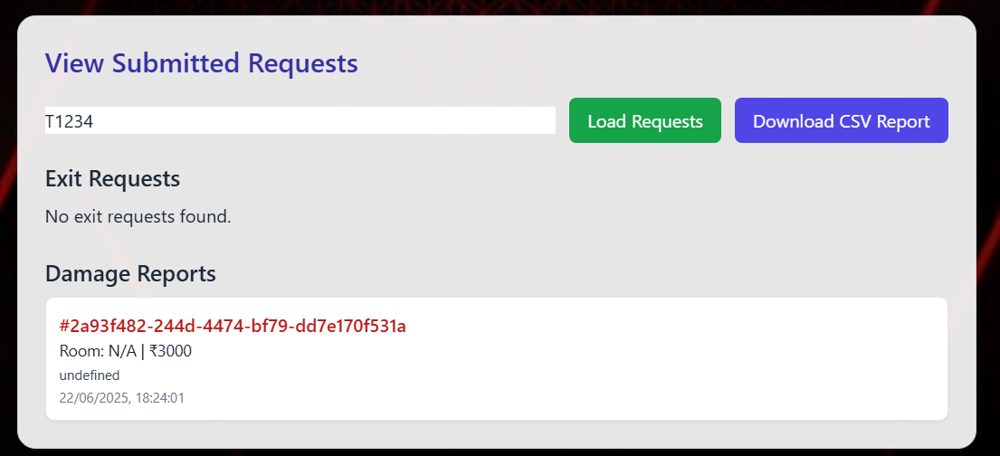 View Submitted Requests
T1234
Load Requests
Download CSV Report
Exit Requests
No exit requests found.
Damage Reports
#2a93f482-244d-4474-bf79-dd7e170f531a
Room: N/A | ₹3000
undefined
22/06/2025, 18:24:01